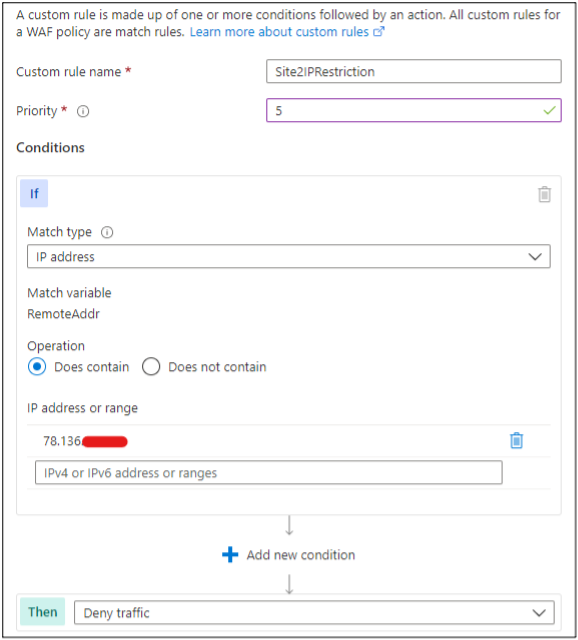 A custom rule is made up of one or more conditions followed by an action. All custom rules for
a WAF policy are match rules. Learn more about custom rules
Custom rule name *
Site2IPRestriction
Priority *
5
Conditions
If
Match type
IP address
Match variable
RemoteAddr
Operation
Does contain
Does not contain
IP address or range
78.136.
IPv4 or IPv6 address or ranges
Add new condition
Then
Deny traffic